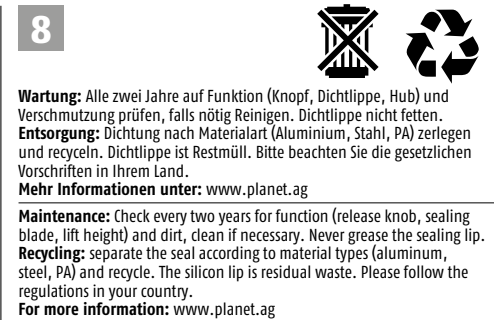 8
Wartung: Alle zwei Jahre auf Funktion (Knopf, Dichtlippe, Hub) und
Verschmutzung prüfen, falls nötig Reinigen. Dichtlippe nicht fetten.
Entsorgung: Dichtung nach Materialart (Aluminium, Stahl, PA) zerlegen
und recyceln. Dichtlippe ist Restmüll. Bitte beachten Sie die gesetzlichen
Vorschriften in Ihrem Land.
Mehr Informationen unter: www.planet.ag
Maintenance: Check every two years for function (release knob, sealing
blade, lift height) and dirt, clean if necessary. Never grease the sealing lip.
Recycling: separate the seal according to material types (aluminum,
steel, PA) and recycle. The silicon lip is residual waste. Please follow the
regulations in your country.
For more information: www.planet.ag